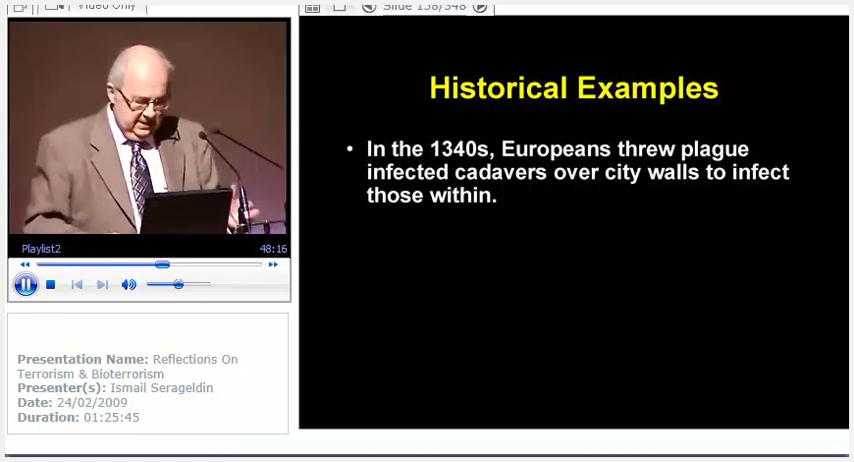 Video Only
Slide 158/348
Historical Examples
• In the 1340s, Europeans threw plague
infected cadavers over city walls to infect
those within.
Playlist2 48:16
Presentation Name: Reflections On
Terrorism & Bioterrorism
Presenter(s): Ismail Serageldin
Date: 24/02/2009
Duration: 01:25:45